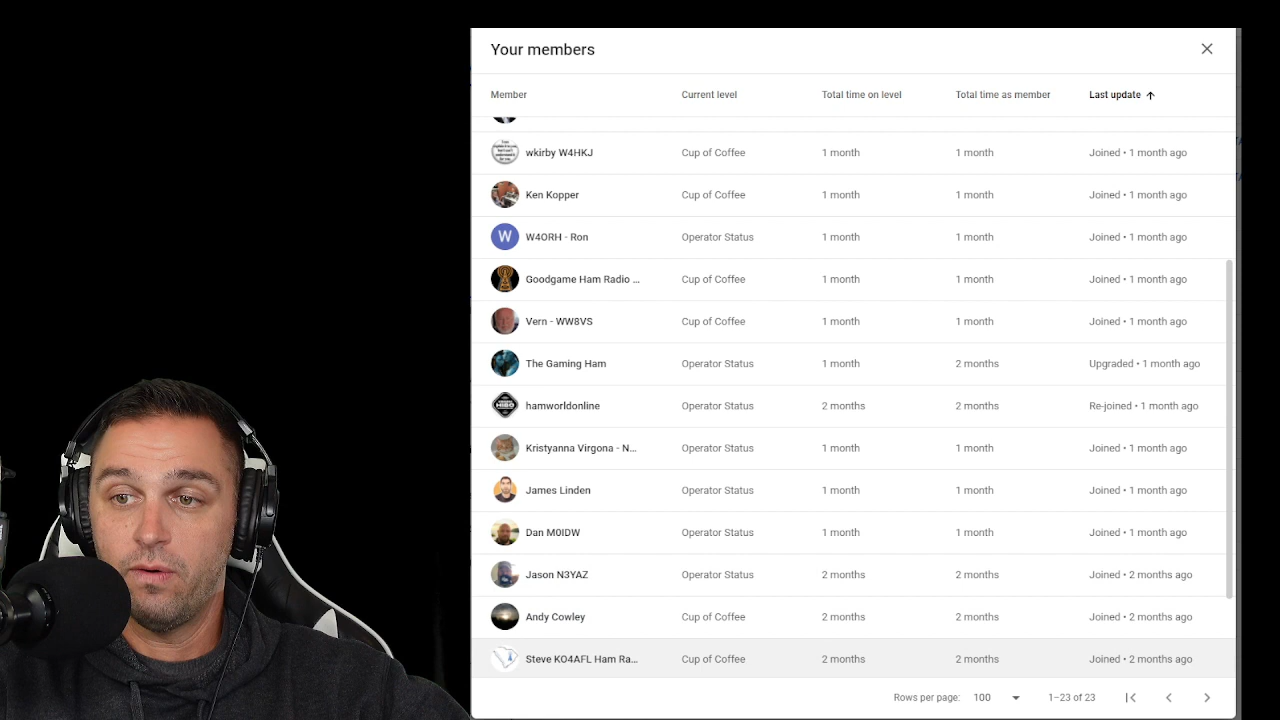 Your members
Member Current level Total time on level Total time as member Last update
wkirby W4HKJ Cup of Coffee 1 month 1 month Joined • 1 month ago
Ken Kopper Cup of Coffee 1 month 1 month Joined • 1 month ago
W W4ORH - Ron Operator Status 1 month 1 month Joined • 1 month ago
Goodgame Ham Radio ... Cup of Coffee 1 month 1 month Joined • 1 month ago
Vern - WW8VS Cup of Coffee 1 month 1 month Joined • 1 month ago
The Gaming Ham Operator Status 1 month 2 months Upgraded • 1 month ago
hamworldonline Operator Status 2 months 2 months Re-joined • 1 month ago
Kristyanna Virgona - N... Operator Status 1 month 1 month Joined • 1 month ago
James Linden Operator Status 1 month 1 month Joined • 1 month ago
Dan M0IDW Operator Status 1 month 1 month Joined • 1 month ago
Jason N3YAZ Operator Status 2 months 2 months Joined • 2 months ago
Andy Cowley Cup of Coffee 2 months 2 months Joined • 2 months ago
Steve KO4AFL Ham Ra... Cup of Coffee 2 months 2 months Joined • 2 months ago
Rows per page: 100 1–23 of 23